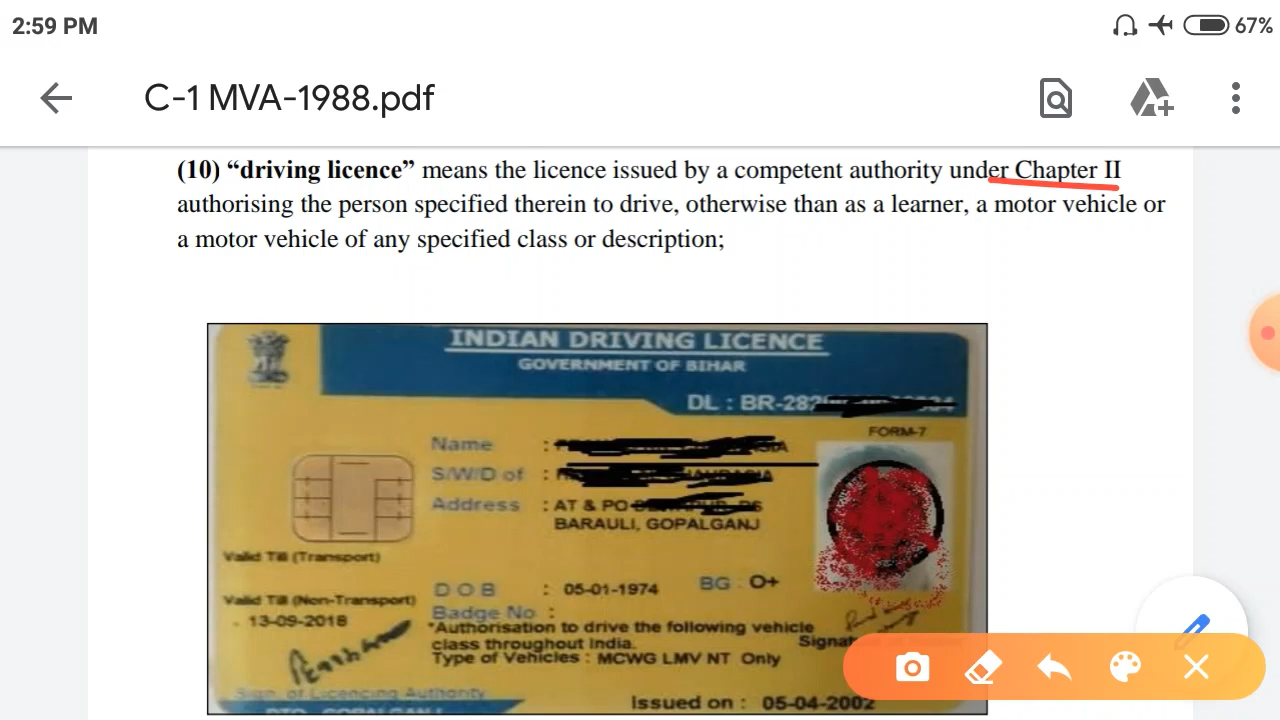 2:59 PM 67%
C-1 MVA-1988.pdf
(10) “driving licence” means the licence issued by a competent authority under Chapter II
authorising the person specified therein to drive, otherwise than as a learner, a motor vehicle or
a motor vehicle of any specified class or description;
INDIAN DRIVING LICENCE
GOVERNMENT OF BIHAR
DL : BR-282
FORM-7
Name :
S/W/D of :
Address : AT & PO
BARAULI, GOPALGANJ
Valid Till (Transport)
D O B : 05-01-1974 BG : O+
Valid Till (Non-Transport)
13-09-2018
Badge No :
*Authorisation to drive the following vehicle
class throughout India.
Type of Vehicles : MCWG LMV NT Only
Sign. of Licencing Authority
RTO, GOPALGANJ
Issued on : 05-04-2002